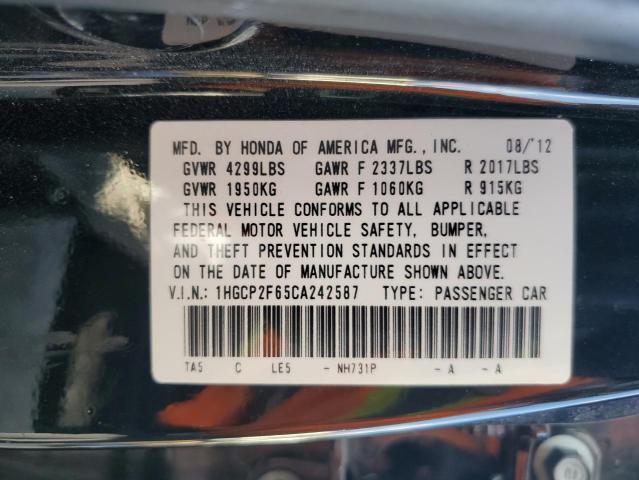 MFD. BY HONDA OF AMERICA MFG., INC. 08/'12
GVWR 4299LBS GAWR F 2337LBS R 2017LBS
GVWR 1950KG GAWR F 1060KG R 915KG
THIS VEHICLE CONFORMS TO ALL APPLICABLE
FEDERAL MOTOR VEHICLE SAFETY, BUMPER,
AND THEFT PREVENTION STANDARDS IN EFFECT
ON THE DATE OF MANUFACTURE SHOWN ABOVE.
V.I.N.: 1HGCP2F65CA242587 TYPE: PASSENGER CAR
TA5 C LE5 - NH731P - A - A